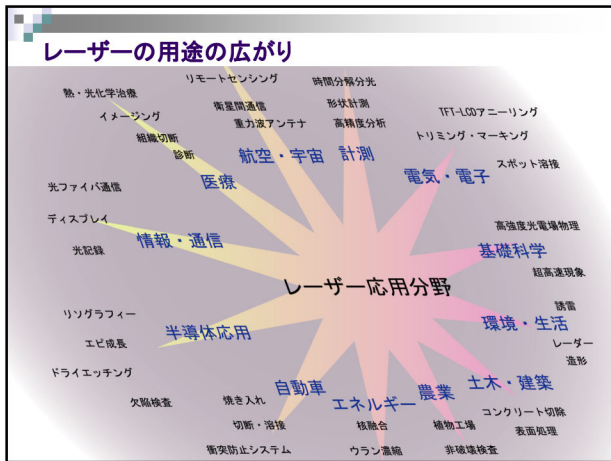 レーザーの用途の広がり
リモートセンシング
時間分解分光
熱・光化学治療
衛星間通信
形状計測
TFT-LCDアニーリング
イメージング
重力波アンテナ
高精度分析
トリミング・マーキング
組織切断
診断
航空・宇宙
計測
スポット溶接
医療
電気・電子
光ファイバ通信
ディスプレイ
高強度光電場物理
情報・通信
基礎科学
光記録
超高速現象
レーザー応用分野
誘雷
リソグラフィー
半導体応用
環境・生活
エピ成長
レーダー
造形
ドライエッチング
自動車
エネルギー
農業
土木・建築
欠陥検査
焼き入れ
コンクリート切除
切断・溶接
核融合
植物工場
表面処理
衝突防止システム
ウラン濃縮
非破壊検査